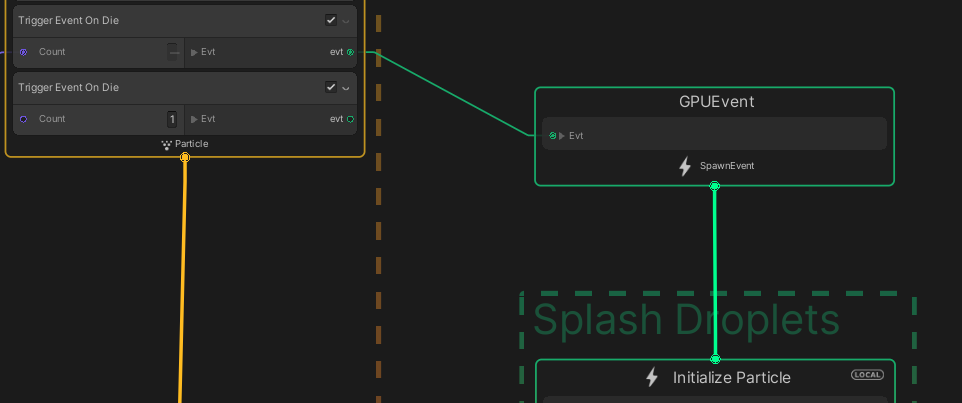 Trigger Event On Die
Count — Evt evt
Trigger Event On Die
Count 1 Evt evt
Particle
GPUEvent
Evt
SpawnEvent
Splash Droplets
Initialize Particle LOCAL